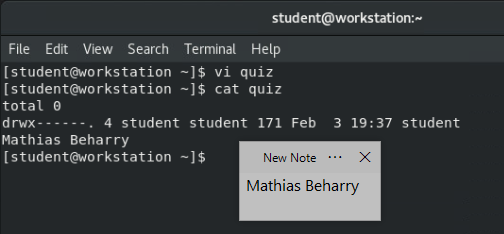 student@workstation:~
File Edit View Search Terminal Help
[student@workstation ~]$ vi quiz
[student@workstation ~]$ cat quiz
total 0
drwx------. 4 student student 171 Feb  3 19:37 student
Mathias Beharry
[student@workstation ~]$
New Note ···
Mathias Beharry